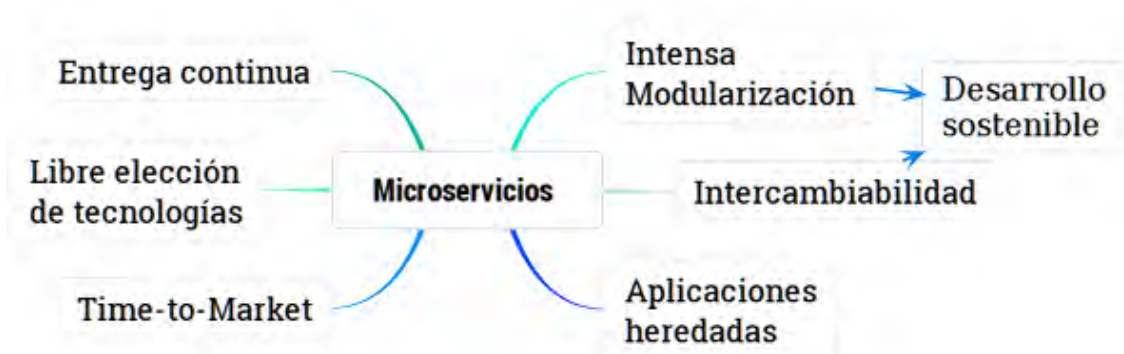 Entrega continua
Libre elección
de tecnologías
Time-to-Market
Microservicios
Intensa
Modularización
Desarrollo
sostenible
Intercambiabilidad
Aplicaciones
heredadas